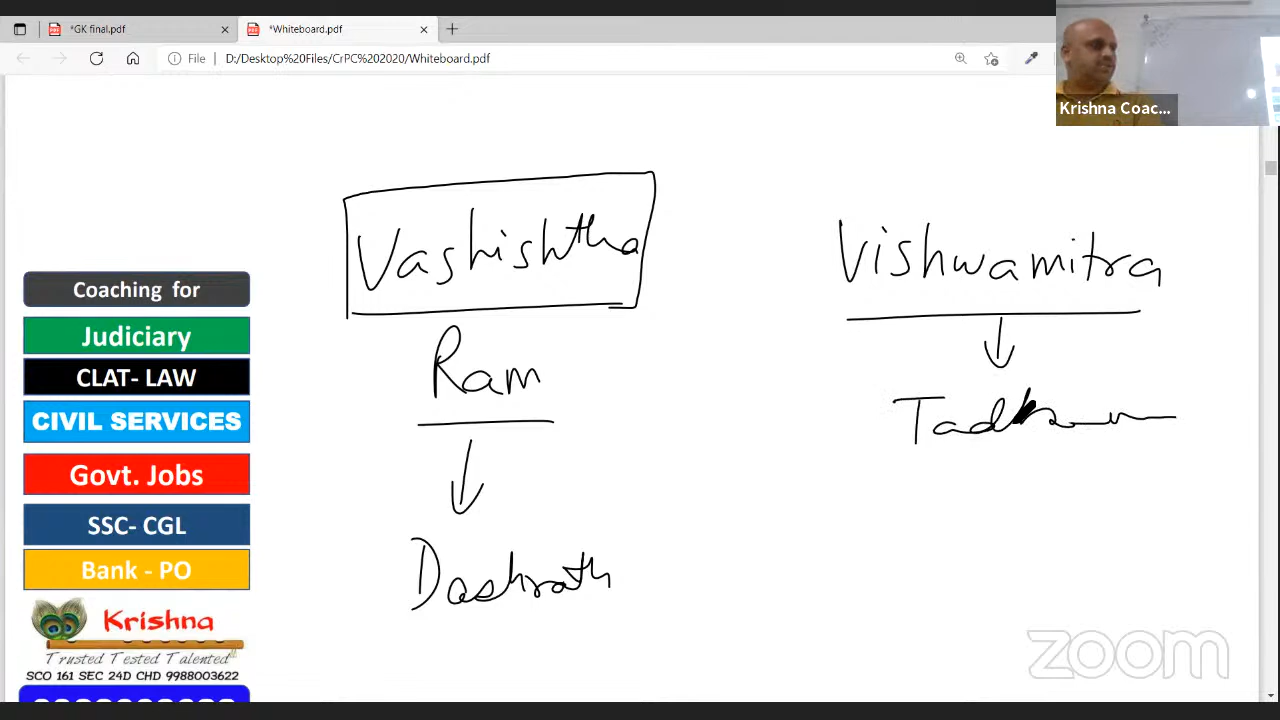 *GK final.pdf
*Whiteboard.pdf
File
D:/Desktop%20Files/CrPC%202020/Whiteboard.pdf
Krishna Coac...
Vashishtha
Vishwamitra
Ram
Dashrath
Coaching for
Judiciary
CLAT- LAW
CIVIL SERVICES
Govt. Jobs
SSC- CGL
Bank - PO
Krishna
Trusted Tested Talented
SCO 161 SEC 24D CHD 9988003622
zoom